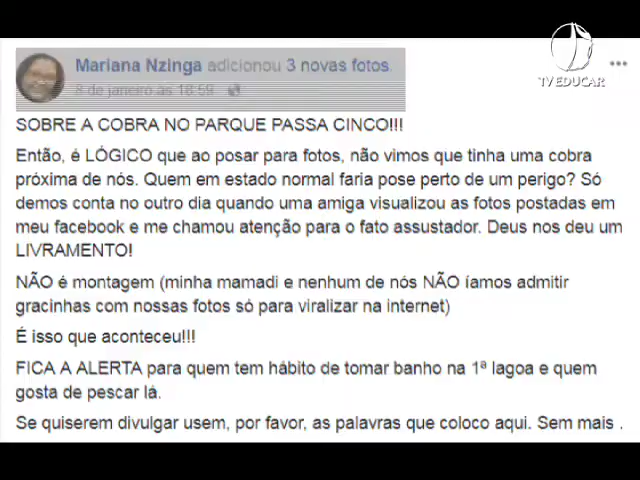 Mariana Nzinga adicionou 3 novas fotos.
8 de janeiro às 18:59
TV EDUCAR
SOBRE A COBRA NO PARQUE PASSA CINCO!!!
Então, é LÓGICO que ao posar para fotos, não vimos que tinha uma cobra
próxima de nós. Quem em estado normal faria pose perto de um perigo? Só
demos conta no outro dia quando uma amiga visualizou as fotos postadas em
meu facebook e me chamou atenção para o fato assustador. Deus nos deu um
LIVRAMENTO!
NÃO é montagem (minha mamadi e nenhum de nós NÃO íamos admitir
gracinhas com nossas fotos só para viralizar na internet)
É isso que aconteceu!!!
FICA A ALERTA para quem tem hábito de tomar banho na 1ª lagoa e quem
gosta de pescar lá.
Se quiserem divulgar usem, por favor, as palavras que coloco aqui. Sem mais .